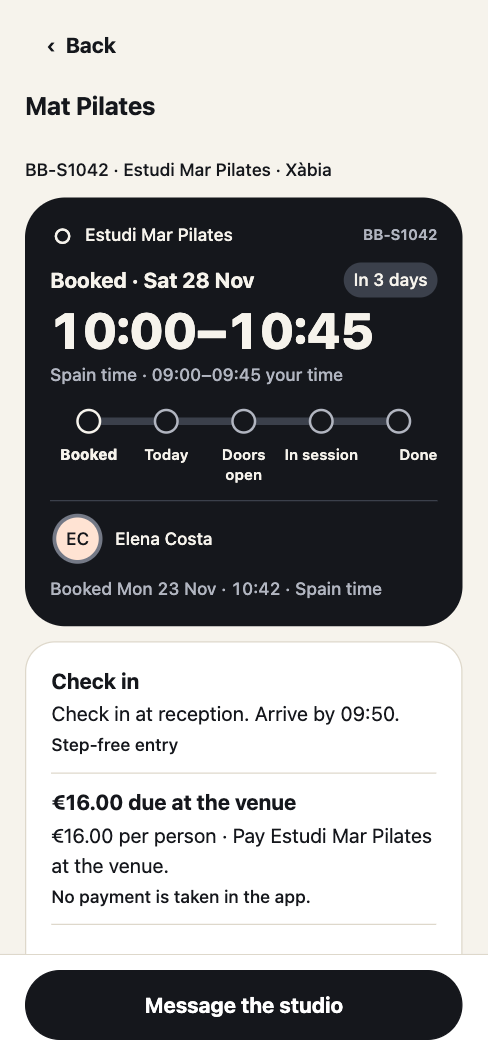 ‹ Back
Mat Pilates
BB-S1042 · Estudi Mar Pilates · Xàbia
Estudi Mar Pilates BB-S1042
Booked · Sat 28 Nov In 3 days
10:00–10:45
Spain time · 09:00–09:45 your time
Booked Today Doors open In session Done
EC Elena Costa
Booked Mon 23 Nov · 10:42 · Spain time
Check in
Check in at reception. Arrive by 09:50.
Step-free entry
€16.00 due at the venue
€16.00 per person · Pay Estudi Mar Pilates
at the venue.
No payment is taken in the app.
Message the studio